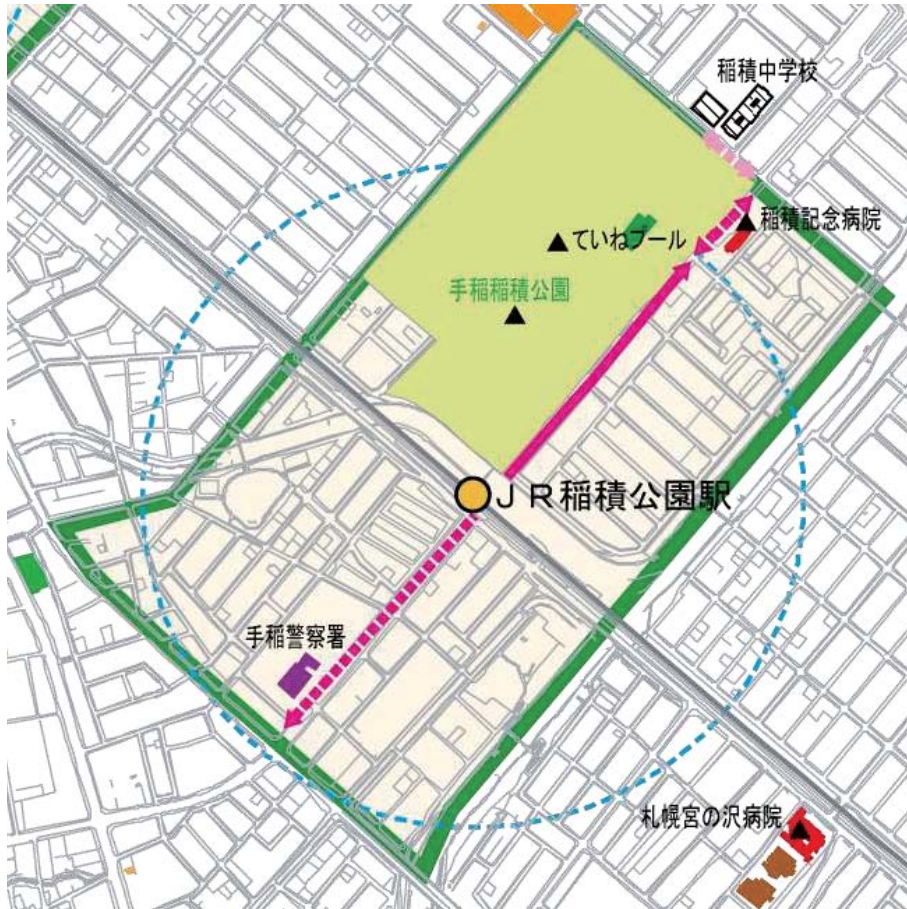 稲積中学校
稲積記念病院
ていねプール
手稲稲積公園
JR稲積公園駅
手稲警察署
札幌宮の沢病院